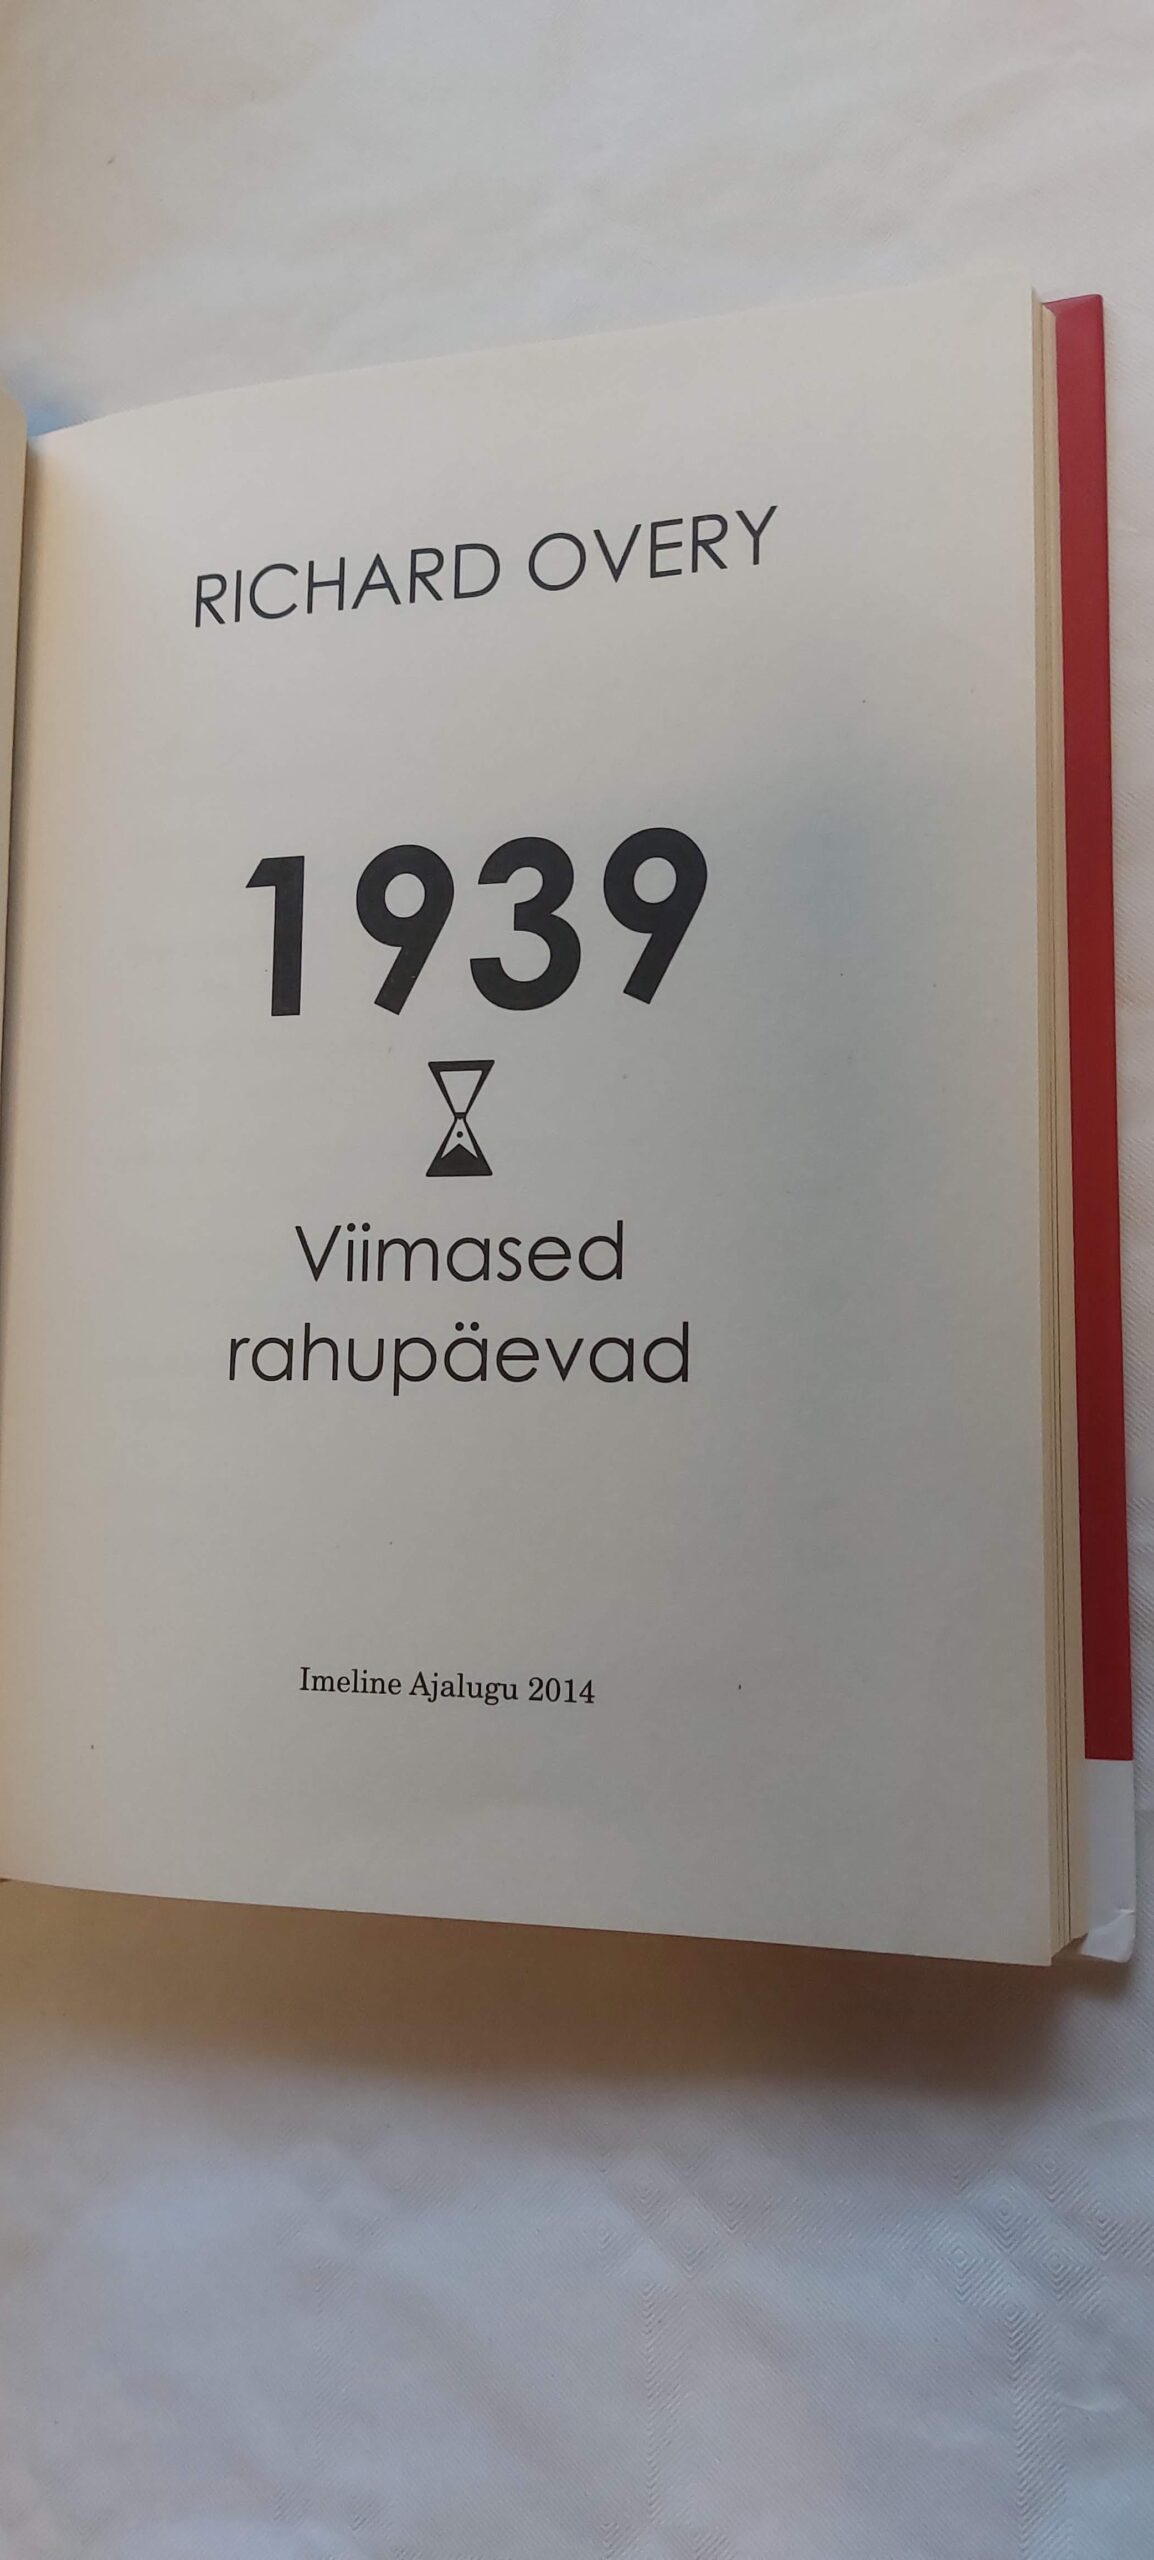 RICHARD OVERY
1939
Viimased
rahupäevad
Imeline Ajalugu 2014